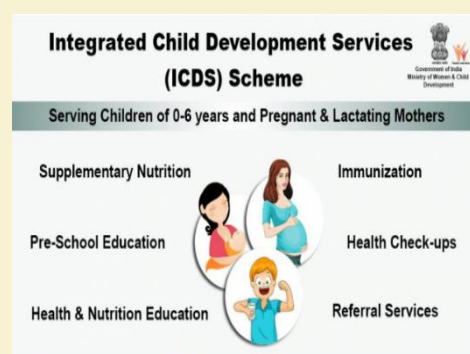 Integrated Child Development Services
(ICDS) Scheme
Government of India
Ministry of Women & Child
Development
Serving Children of 0-6 years and Pregnant & Lactating Mothers
Supplementary Nutrition
Immunization
Pre-School Education
Health Check-ups
Health & Nutrition Education
Referral Services